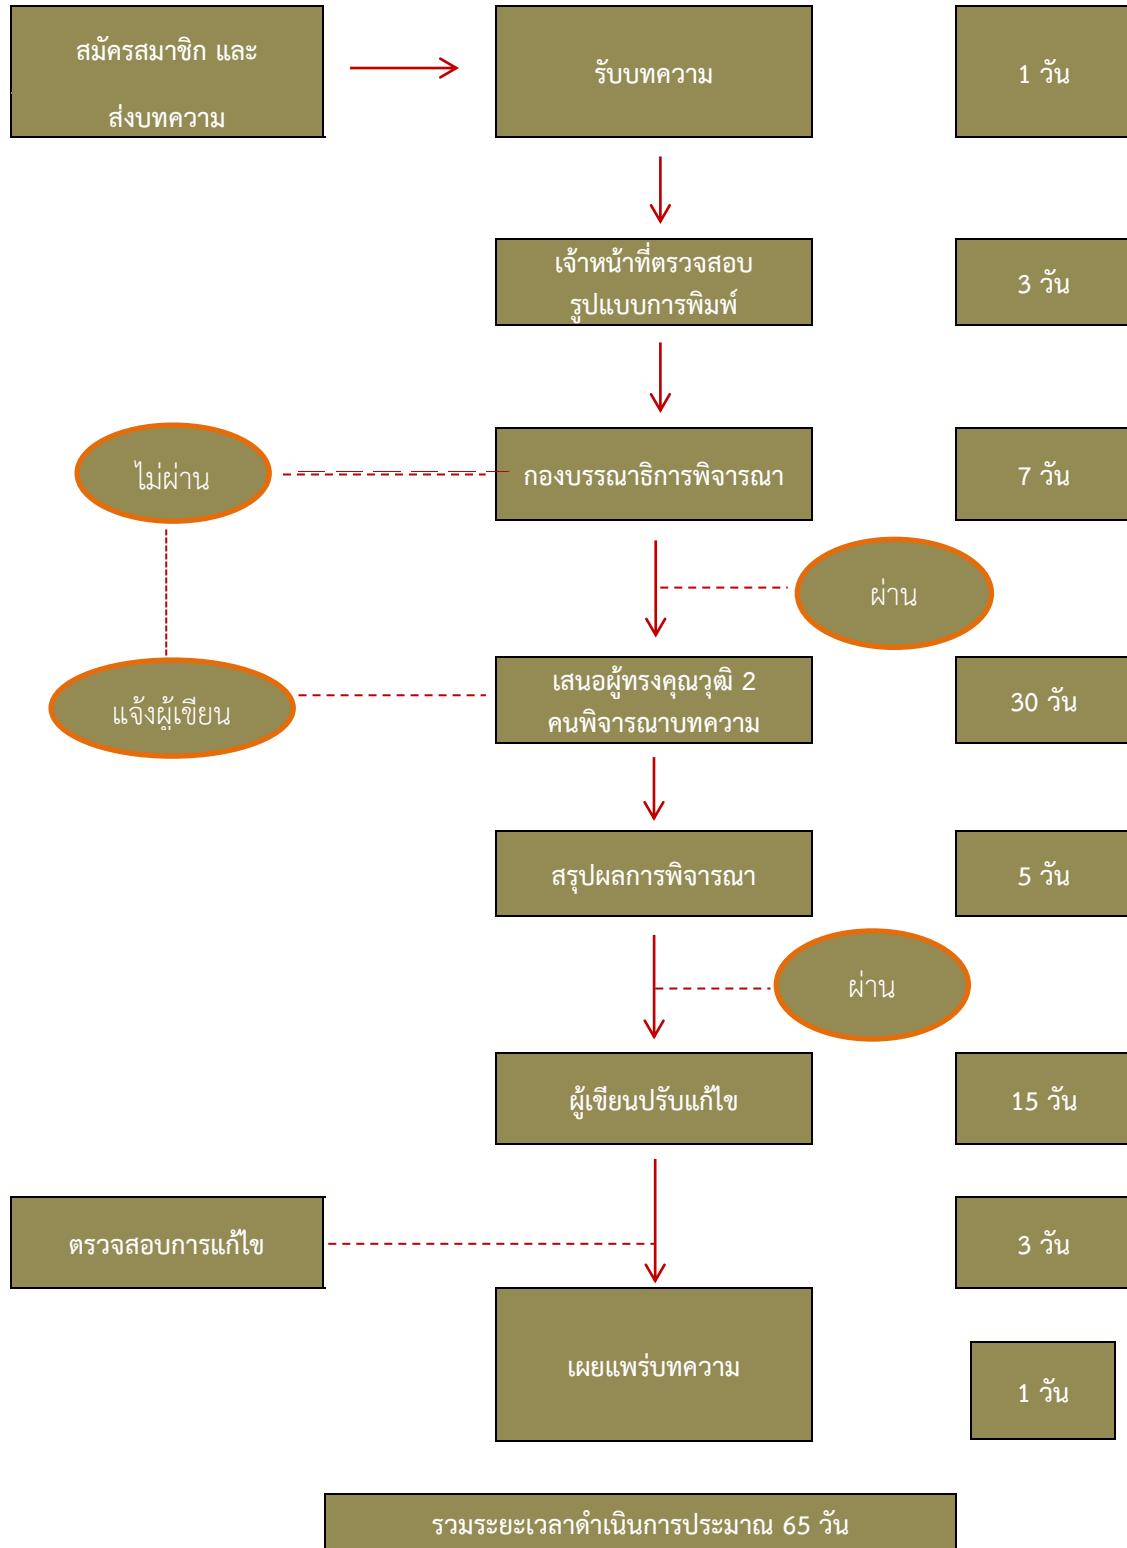 สมัครสมาชิก และ
ส่งบทความ
รับบทความ
1 วัน
เจ้าหน้าที่ตรวจสอบ
รูปแบบการพิมพ์
3 วัน
ไม่ผ่าน
กองบรรณาธิการพิจารณา
7 วัน
ผ่าน
แจ้งผู้เขียน
เสนอผู้ทรงคุณวุฒิ 2
คนพิจารณาบทความ
30 วัน
สรุปผลการพิจารณา
5 วัน
ผ่าน
ผู้เขียนปรับแก้ไข
15 วัน
ตรวจสอบการแก้ไข
3 วัน
เผยแพร่บทความ
1 วัน
รวมระยะเวลาดำเนินการประมาณ 65 วัน